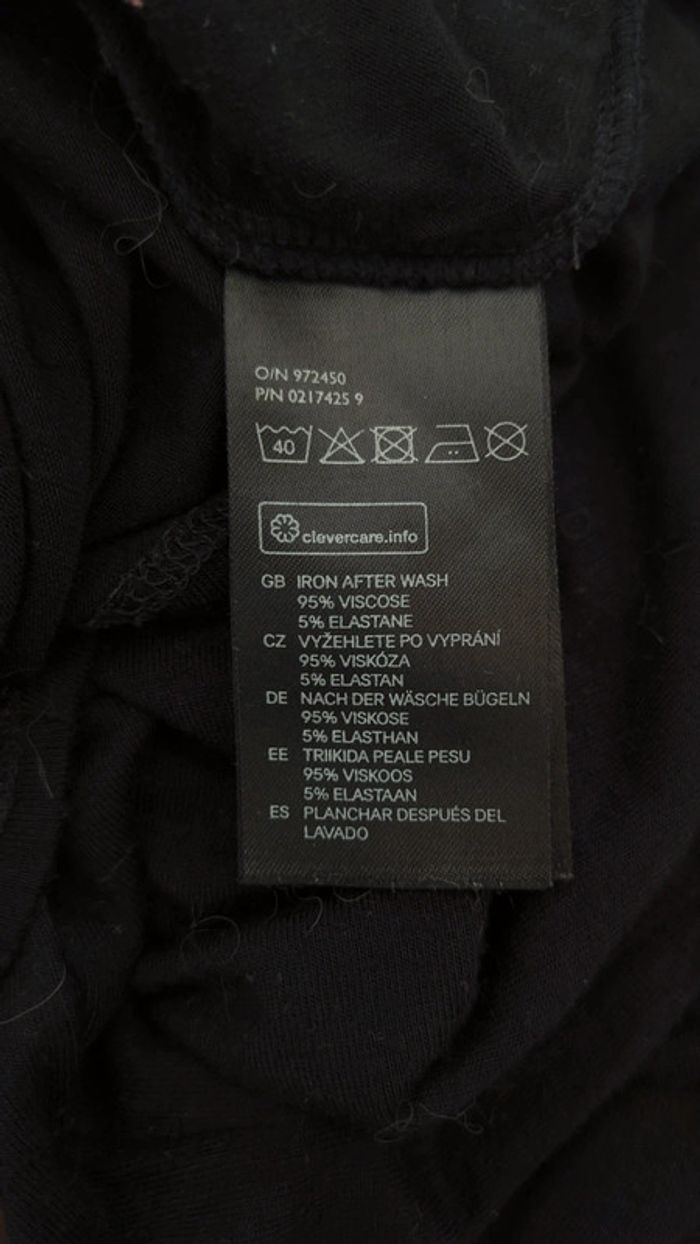 O/N 972450
P/N 0217425 9
40
clevercare.info
GB IRON AFTER WASH
95% VISCOSE
5% ELASTANE
CZ VYŽEHLETE PO VYPRÁNÍ
95% VISKÓZA
5% ELASTAN
DE NACH DER WÄSCHE BÜGELN
95% VISKOSE
5% ELASTHAN
EE TRIIKIDA PEALE PESU
95% VISKOOS
5% ELASTAAN
ES PLANCHAR DESPUÉS DEL
LAVADO